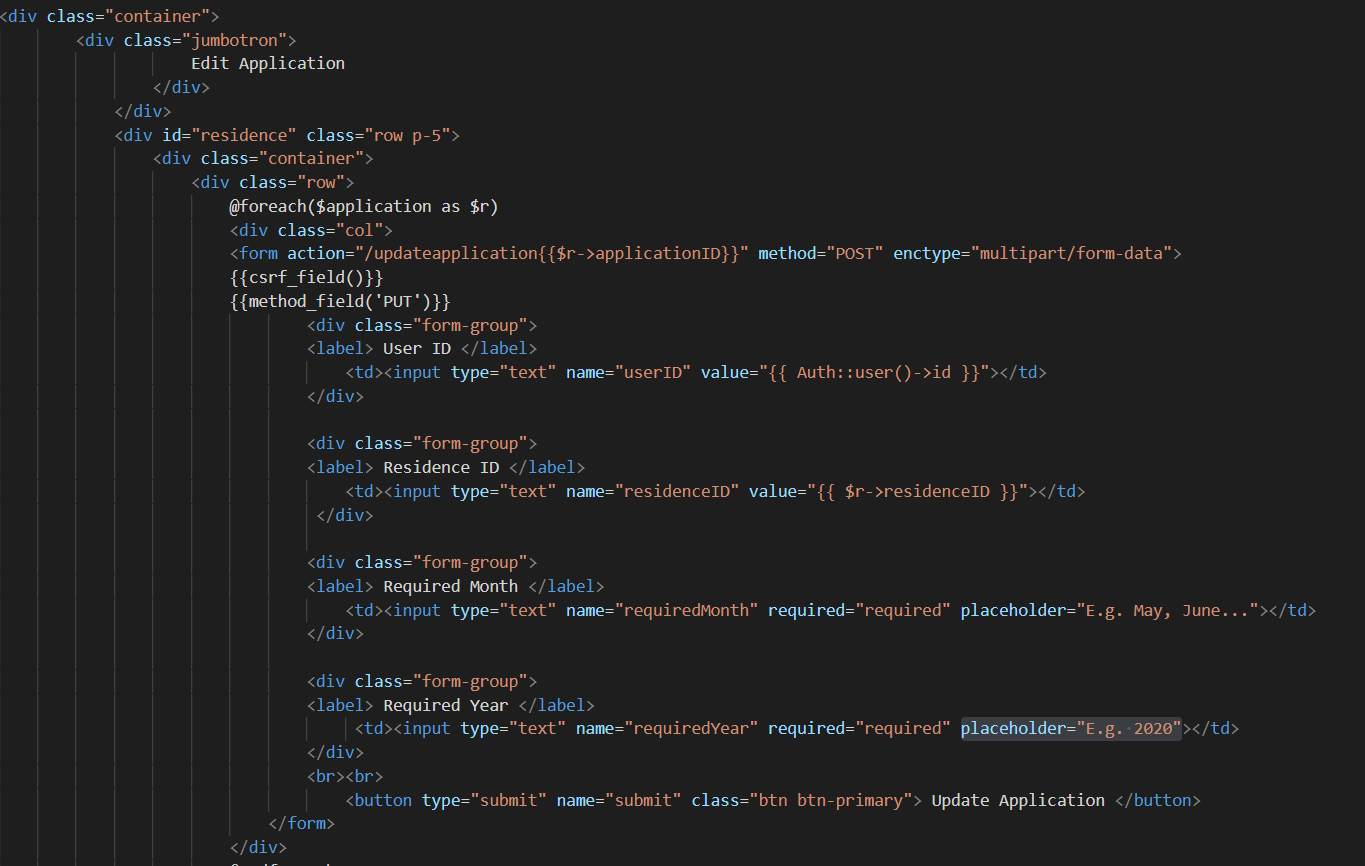 <div class="container">
<div class="jumbotron">
Edit Application
</div>
</div>
<div id="residence" class="row p-5">
<div class="container">
<div class="row">
@foreach($application as $r)
<div class="col">
<form action="/updateapplication{{$r->applicationID}}" method="POST" enctype="multipart/form-data">
{{csrf_field()}}
{{method_field('PUT')}}
<div class="form-group">
<label> User ID </label>
<td><input type="text" name="userID" value="{{ Auth::user()->id }}"></td>
</div>
<div class="form-group">
<label> Residence ID </label>
<td><input type="text" name="residenceID" value="{{ $r->residenceID }}"></td>
</div>
<div class="form-group">
<label> Required Month </label>
<td><input type="text" name="requiredMonth" required="required" placeholder="E.g. May, June..."></td>
</div>
<div class="form-group">
<label> Required Year </label>
<td><input type="text" name="requiredYear" required="required" placeholder="E.g. 2020"></td>
</div>
<br><br>
<button type="submit" name="submit" class="btn btn-primary"> Update Application </button>
</form>
</div>